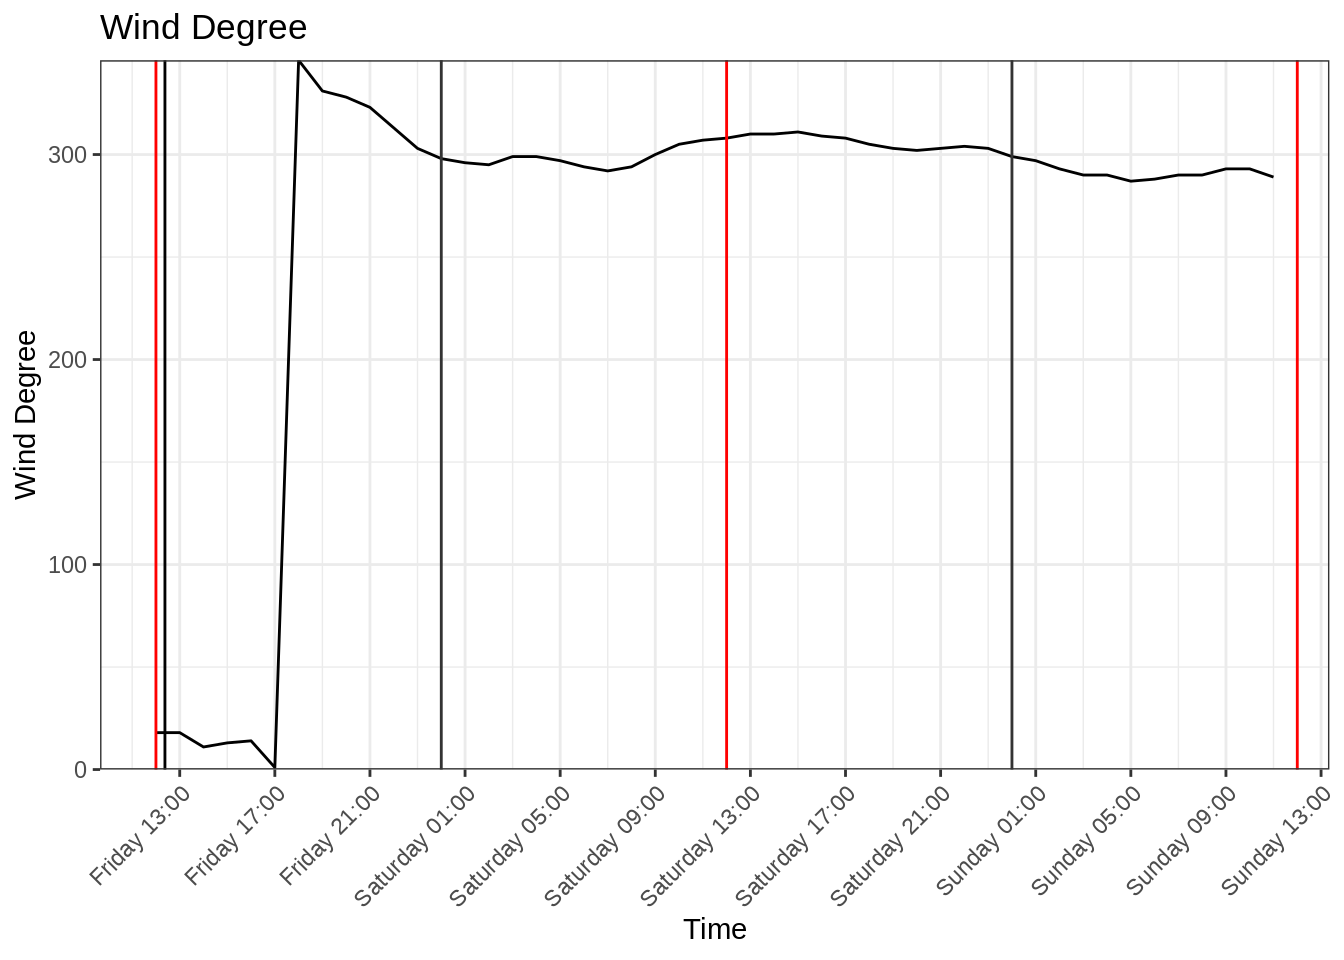 Wind Degree
Wind Degree
300
200
100
0
Friday 13:00
Friday 17:00
Friday 21:00
Saturday 01:00
Saturday 05:00
Saturday 09:00
Saturday 13:00
Saturday 17:00
Saturday 21:00
Sunday 01:00
Sunday 05:00
Sunday 09:00
Sunday 13:00
Time